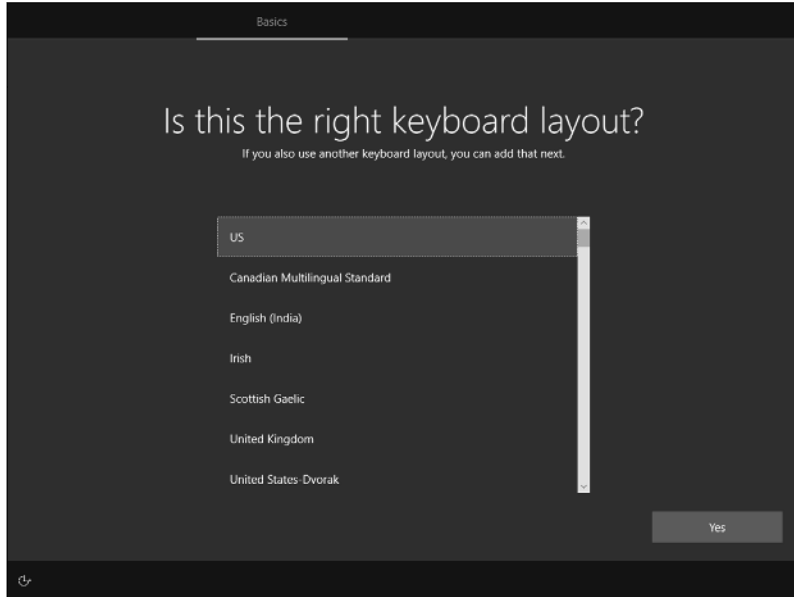 Basics
Is this the right keyboard layout?
If you also use another keyboard layout, you can add that next.
US
Canadian Multilingual Standard
English (India)
Irish
Scottish Gaelic
United Kingdom
United States-Dvorak
Yes